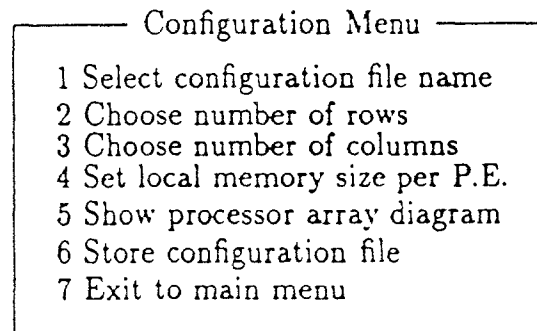 Configuration Menu
1 Select configuration file name
2 Choose number of rows
3 Choose number of columns
4 Set local memory size per P.E.
5 Show processor array diagram
6 Store configuration file
7 Exit to main menu